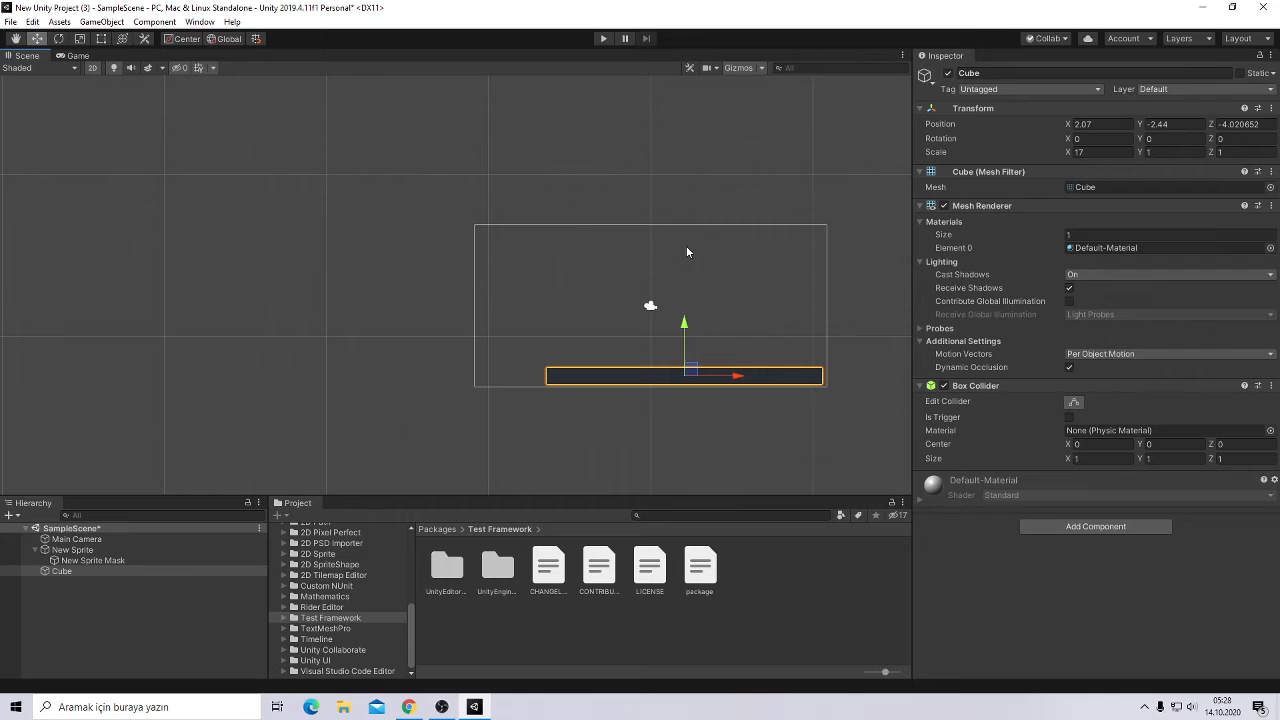 New Unity Project (3) - SampleScene - PC, Mac & Linux Standalone - Unity 2019.4.11f1 Personal* <DX11>
File Edit Assets GameObject Component Window Help
Center Global Collab Account Layers Layout
Scene Game
Shaded 2D 0 Gizmos All
Inspector
Cube Static
Tag Untagged Layer Default
Transform
Position X 2.07 Y -2.44 Z -4.020652
Rotation X 0 Y 0 Z 0
Scale X 17 Y 1 Z 1
Cube (Mesh Filter)
Mesh Cube
Mesh Renderer
Materials
Size 1
Element 0 Default-Material
Lighting
Cast Shadows On
Receive Shadows
Contribute Global Illumination
Receive Global Illumination Light Probes
Probes
Additional Settings
Motion Vectors Per Object Motion
Dynamic Occlusion
Box Collider
Edit Collider
Is Trigger
Material None (Physic Material)
Center X 0 Y 0 Z 0
Size X 1 Y 1 Z 1
Default-Material
Shader Standard
Add Component
Hierarchy
All
SampleScene*
Main Camera
New Sprite
New Sprite Mask
Cube
Project
17
2D Path
2D Pixel Perfect
2D PSD Importer
2D Sprite
2D SpriteShape
2D Tilemap Editor
Custom NUnit
Mathematics
Rider Editor
Test Framework
TextMeshPro
Timeline
Unity Collaborate
Unity UI
Visual Studio Code Editor
Packages > Test Framework >
UnityEditor... UnityEngin... CHANGEL... CONTRIBU... LICENSE package
Aramak için buraya yazın
05:28
14.10.2020